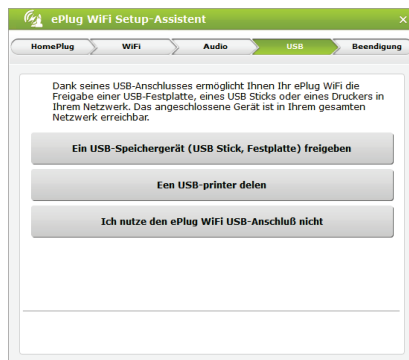 ePlug WiFi Setup-Assistent
HomePlug WiFi Audio USB Beendigung
Dank seines USB-Anschlusses ermöglicht Ihnen Ihr ePlug WiFi die
Freigabe einer USB-Festplatte, eines USB Sticks oder eines Druckers in
Ihrem Netzwerk. Das angeschlossene Gerät ist in Ihrem gesamten
Netzwerk erreichbar.
Ein USB-Speichergerät (USB Stick, Festplatte) freigeben
Een USB-printer delen
Ich nutze den ePlug WiFi USB-Anschluß nicht